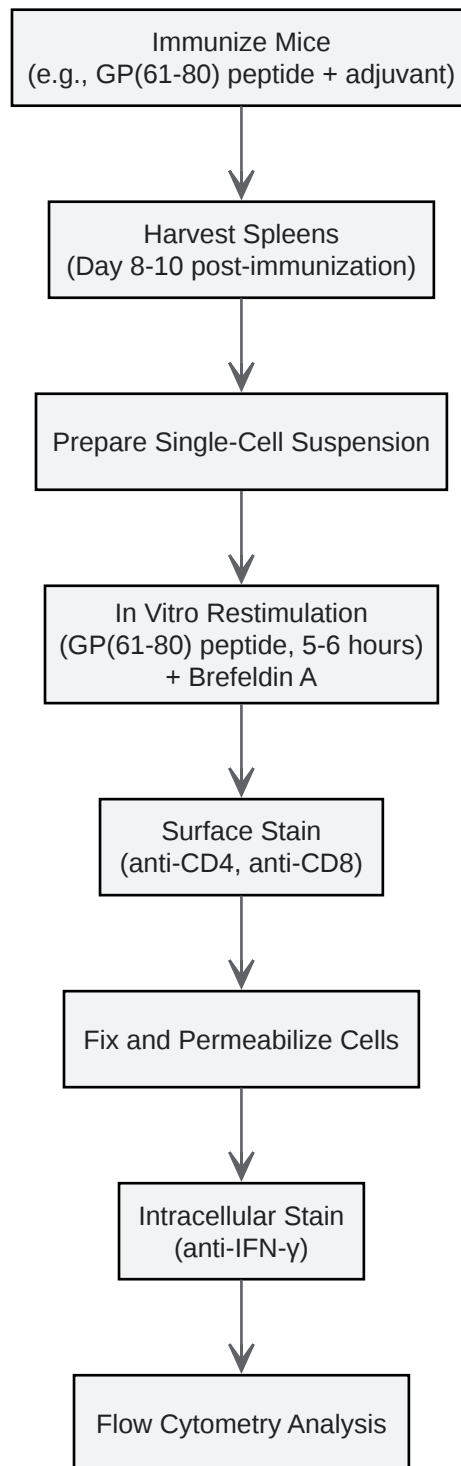 Immunize Mice
(e.g., GP(61-80) peptide + adjuvant)
Harvest Spleens
(Day 8-10 post-immunization)
Prepare Single-Cell Suspension
In Vitro Restimulation
(GP(61-80) peptide, 5-6 hours)
+ Brefeldin A
Surface Stain
(anti-CD4, anti-CD8)
Fix and Permeabilize Cells
Intracellular Stain
(anti-IFN-γ)
Flow Cytometry Analysis